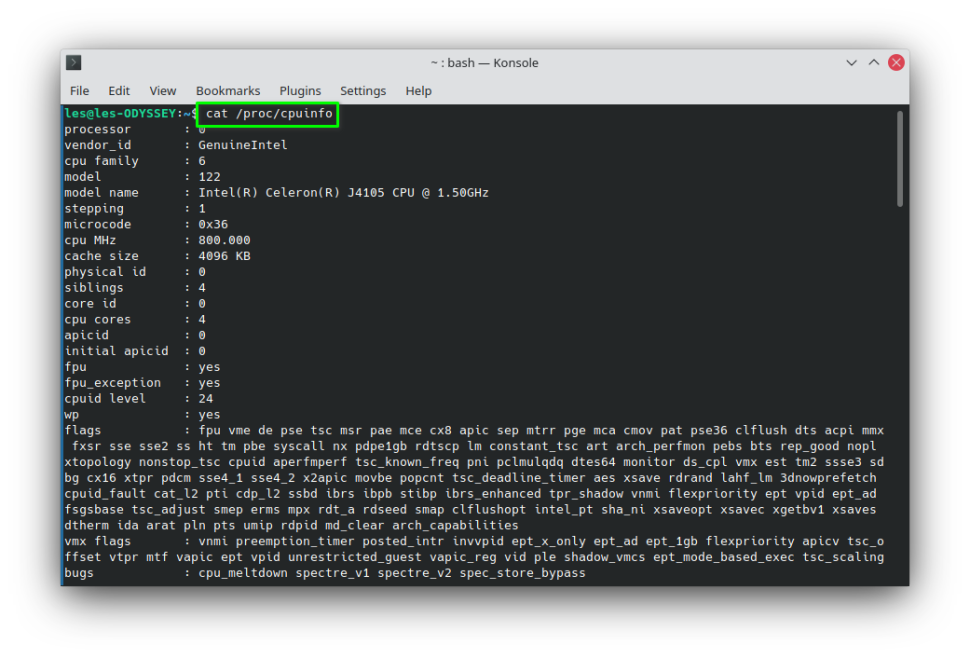 ~ : bash — Konsole
File Edit View Bookmarks Plugins Settings Help
les@les-ODYSSEY:~$ cat /proc/cpuinfo
processor : 0
vendor_id : GenuineIntel
cpu family : 6
model : 122
model name : Intel(R) Celeron(R) J4105 CPU @ 1.50GHz
stepping : 1
microcode : 0x36
cpu MHz : 800.000
cache size : 4096 KB
physical id : 0
siblings : 4
core id : 0
cpu cores : 4
apicid : 0
initial apicid : 0
fpu : yes
fpu_exception : yes
cpuid level : 24
wp : yes
flags : fpu vme de pse tsc msr pae mce cx8 apic sep mtrr pge mca cmov pat pse36 clflush dts acpi mmx
fxsr sse sse2 ss ht tm pbe syscall nx pdpe1gb rdtscp lm constant_tsc art arch_perfmon pebs bts rep_good nopl
xtopology nonstop_tsc cpuid aperfmperf tsc_known_freq pni pclmulqdq dtes64 monitor ds_cpl vmx est tm2 ssse3 sd
bg cx16 xtpr pdcm sse4_1 sse4_2 x2apic movbe popcnt tsc_deadline_timer aes xsave rdrand lahf_lm 3dnowprefetch
cpuid_fault cat_l2 pti cdp_l2 ssbd ibrs ibpb stibp ibrs_enhanced tpr_shadow vnmi flexpriority ept vpid ept_ad
fsgsbase tsc_adjust smep erms mpx rdt_a rdseed smap clflushopt intel_pt sha_ni xsaveopt xsavec xgetbv1 xsaves
dtherm ida arat pln pts umip rdpid md_clear arch_capabilities
vmx flags : vnmi preemption_timer posted_intr invvpid ept_x_only ept_ad ept_1gb flexpriority apicv tsc_o
ffset vtpr mtf vapic ept vpid unrestricted_guest vapic_reg vid ple shadow_vmcs ept_mode_based_exec tsc_scaling
bugs : cpu_meltdown spectre_v1 spectre_v2 spec_store_bypass